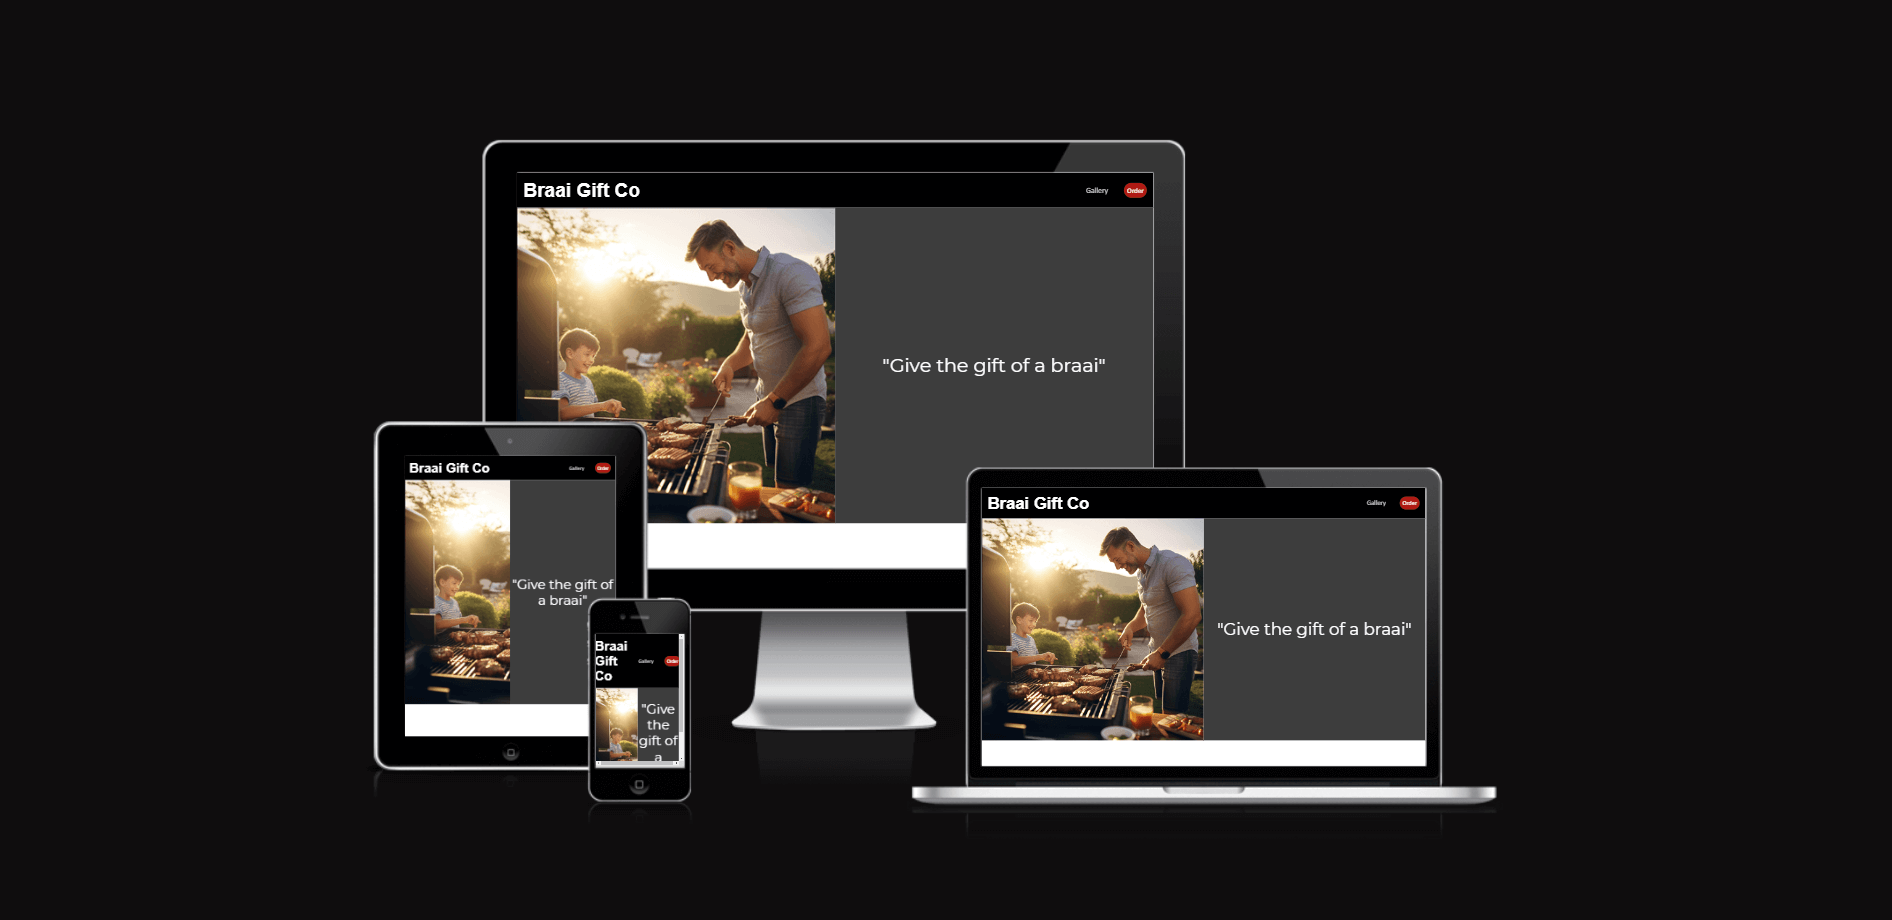 Braai Gift Co
Gallery
Order
"Give the gift of a braai"
Braai Gift Co
Gallery
Order
"Give the gift of
a braai"
Braai
Gift
Co
Gallery
Order
"Give
the
gift of
a
Braai Gift Co
Gallery
Order
"Give the gift of a braai"